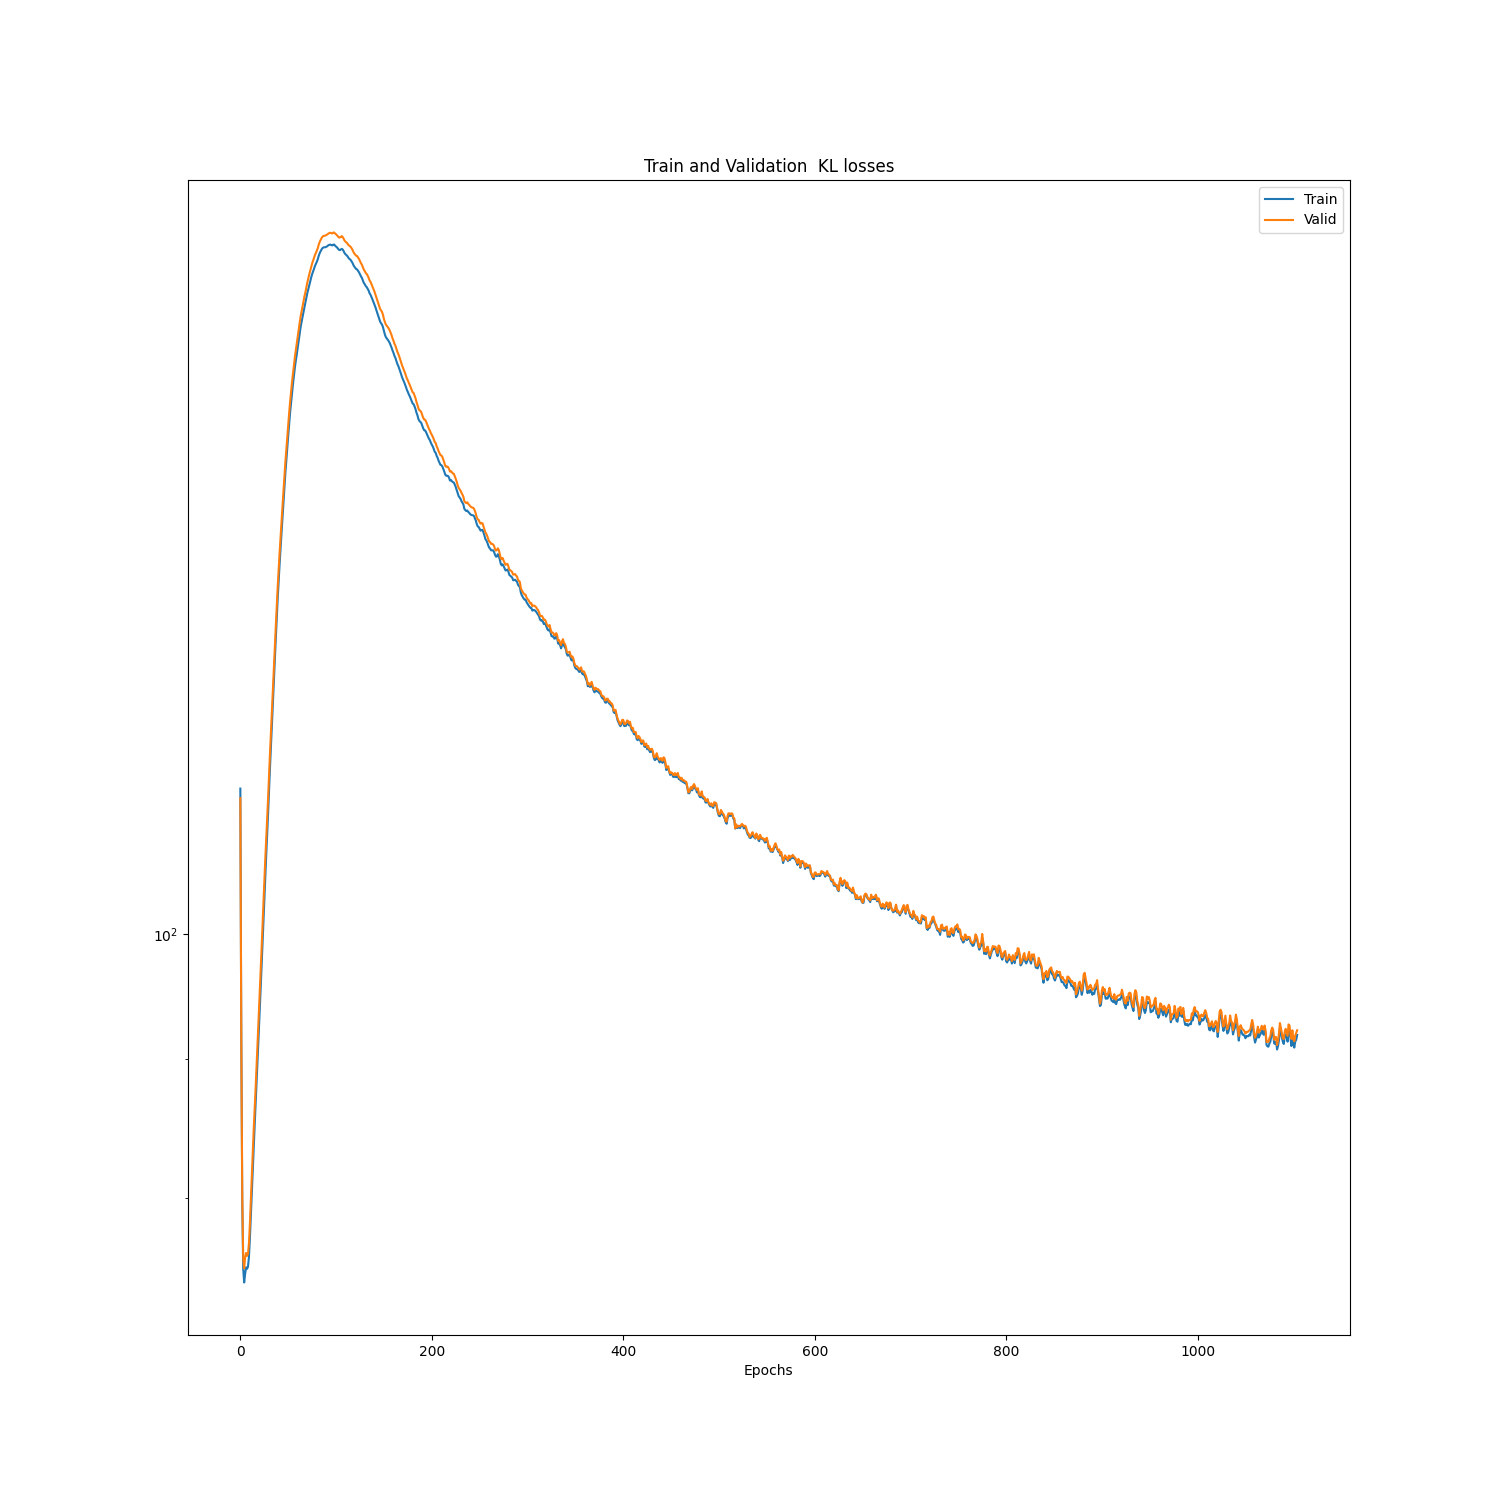 Train and Validation  KL losses
Train
Valid
10²
0 200 400 600 800 1000
Epochs